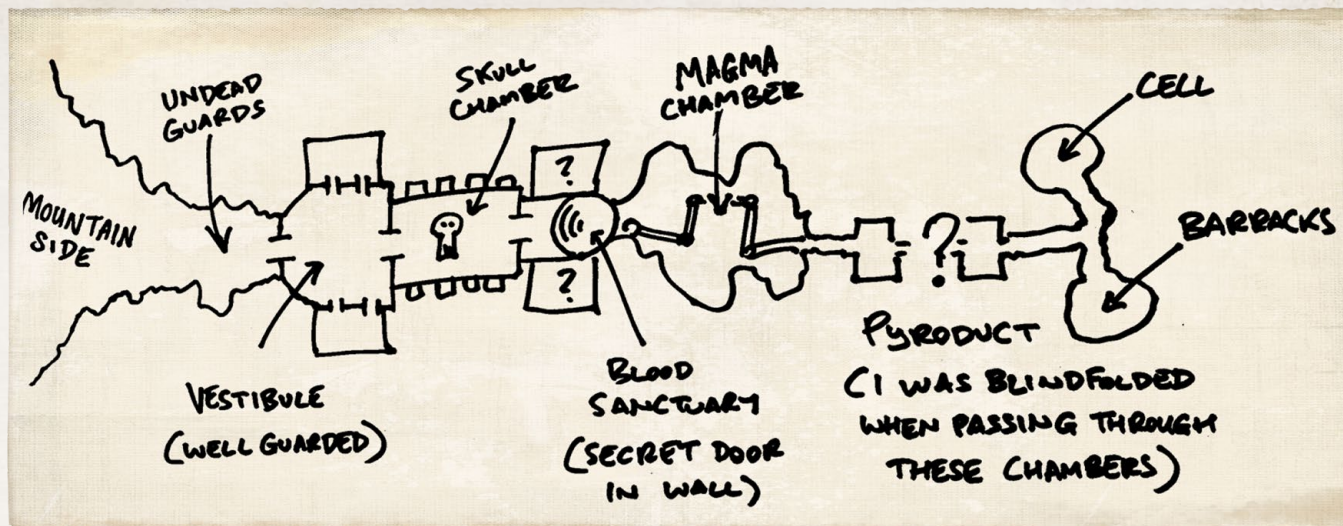 UNDEAD
GUARDS
SKULL
CHAMBER
MAGMA
CHAMBER
CELL
MOUNTAIN
SIDE
?
?
?
BARRACKS
VESTIBULE
(WELL GUARDED)
BLOOD
SANCTUARY
(SECRET DOOR
IN WALL)
PYRODUCT
(I WAS BLINDFOLDED
WHEN PASSING THROUGH
THESE CHAMBERS)